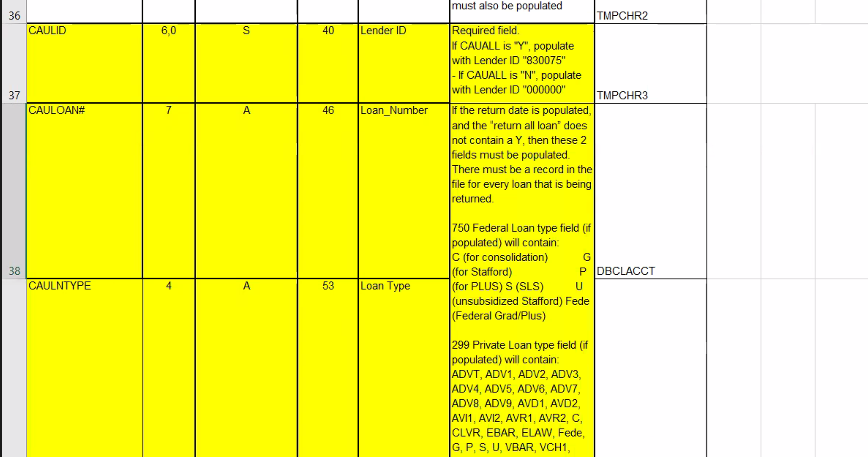 must also be populated
36
TMPCHR2
CAULID 6,0 S 40 Lender ID
Required field.
If CAUALL is "Y", populate
with Lender ID "830075"
- If CAUALL is "N", populate
with Lender ID "000000"
37
TMPCHR3
CAULOAN# 7 A 46 Loan_Number
If the return date is populated,
and the "return all loan" does
not contain a Y, then these 2
fields must be populated.
There must be a record in the
file for every loan that is being
returned.
750 Federal Loan type field (if
populated) will contain:
C (for consolidation) G
(for Stafford) P
38
DBCLACCT
CAULNTYPE 4 A 53 Loan Type
(for PLUS) S (SLS) U
(unsubsidized Stafford) Fede
(Federal Grad/Plus)
299 Private Loan type field (if
populated) will contain:
ADVT, ADV1, ADV2, ADV3,
ADV4, ADV5, ADV6, ADV7,
ADV8, ADV9, AVD1, AVD2,
AVI1, AVI2, AVR1, AVR2, C,
CLVR, EBAR, ELAW, Fede,
G, P, S, U, VBAR, VCH1,